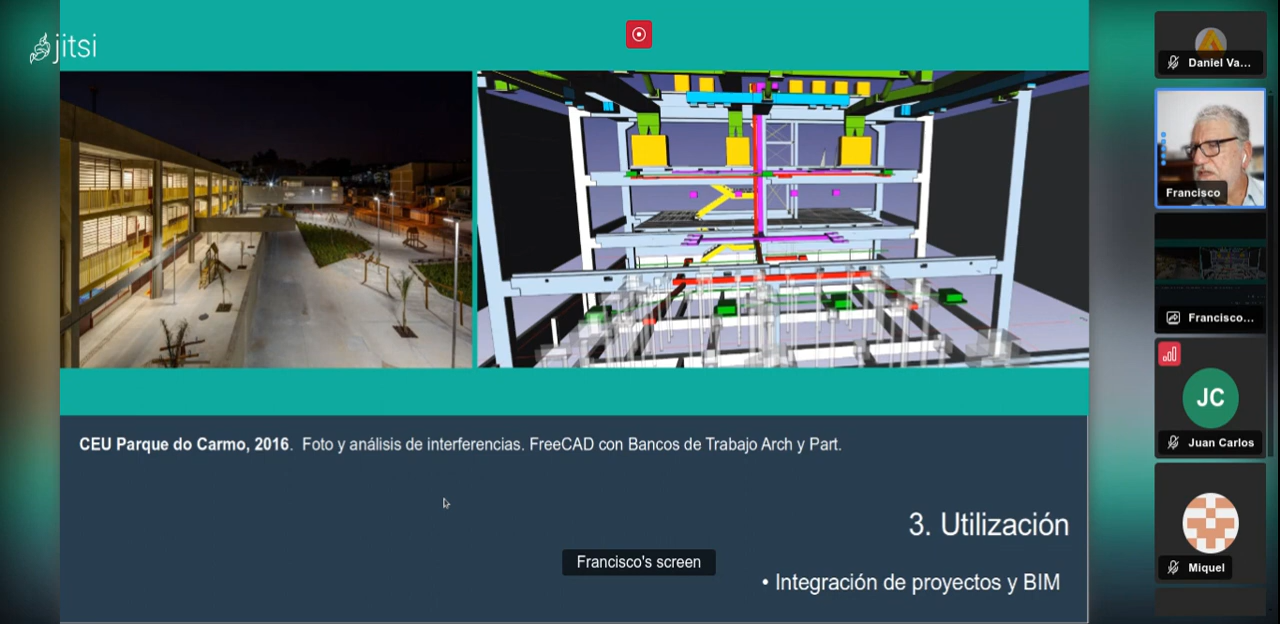 jitsi
CEU Parque do Carmo, 2016. Foto y análisis de interferencias. FreeCAD con Bancos de Trabajo Arch y Part.
3. Utilización
Francisco's screen
• Integración de proyectos y BIM
Daniel Va...
Francisco
Francisco...
JC
Juan Carlos
Miquel